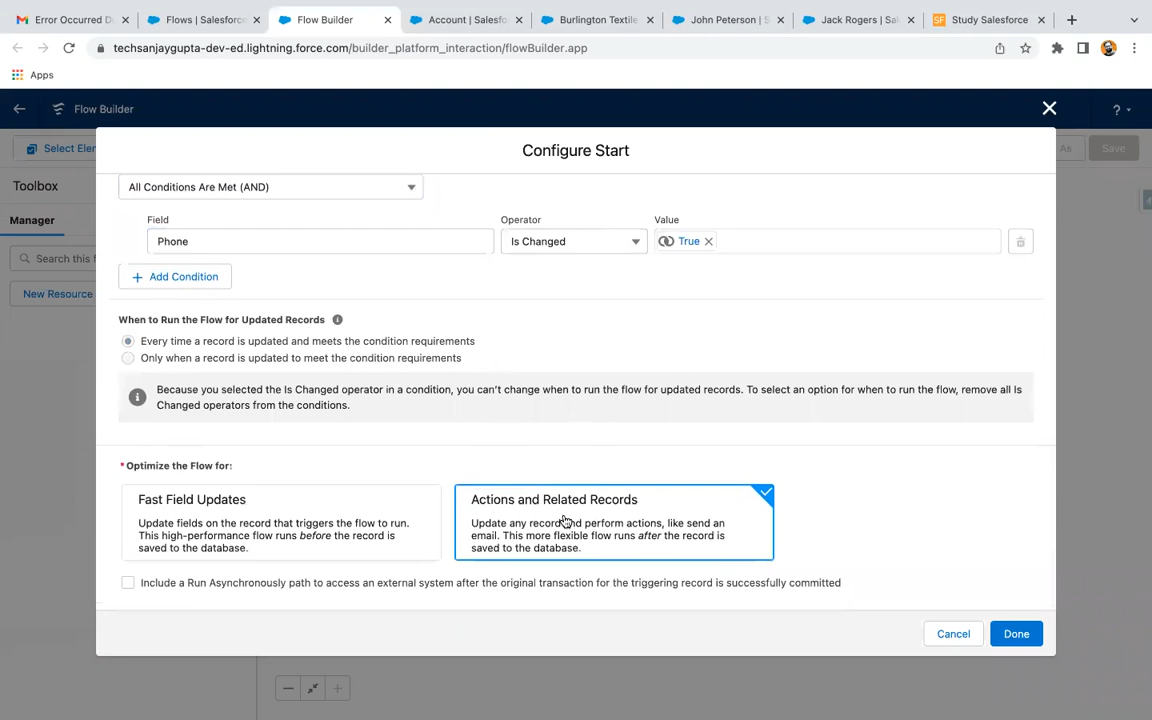 Error Occurred D
Flows | Salesforce
Flow Builder
Account | Salesfo
Burlington Textile
John Peterson | S
Jack Rogers | Sal
SF Study Salesforce
techsanjaygupta-dev-ed.lightning.force.com/builder_platform_interaction/flowBuilder.app
Apps
Flow Builder
?
Select Elem
As
Save
Toolbox
Manager
Search this f
New Resource
Configure Start
All Conditions Are Met (AND)
Field
Operator
Value
Phone
Is Changed
True
+ Add Condition
When to Run the Flow for Updated Records
Every time a record is updated and meets the condition requirements
Only when a record is updated to meet the condition requirements
Because you selected the Is Changed operator in a condition, you can't change when to run the flow for updated records. To select an option for when to run the flow, remove all Is
Changed operators from the conditions.
* Optimize the Flow for:
Fast Field Updates
Update fields on the record that triggers the flow to run.
This high-performance flow runs before the record is
saved to the database.
Actions and Related Records
Update any record and perform actions, like send an
email. This more flexible flow runs after the record is
saved to the database.
Include a Run Asynchronously path to access an external system after the original transaction for the triggering record is successfully committed
Cancel
Done